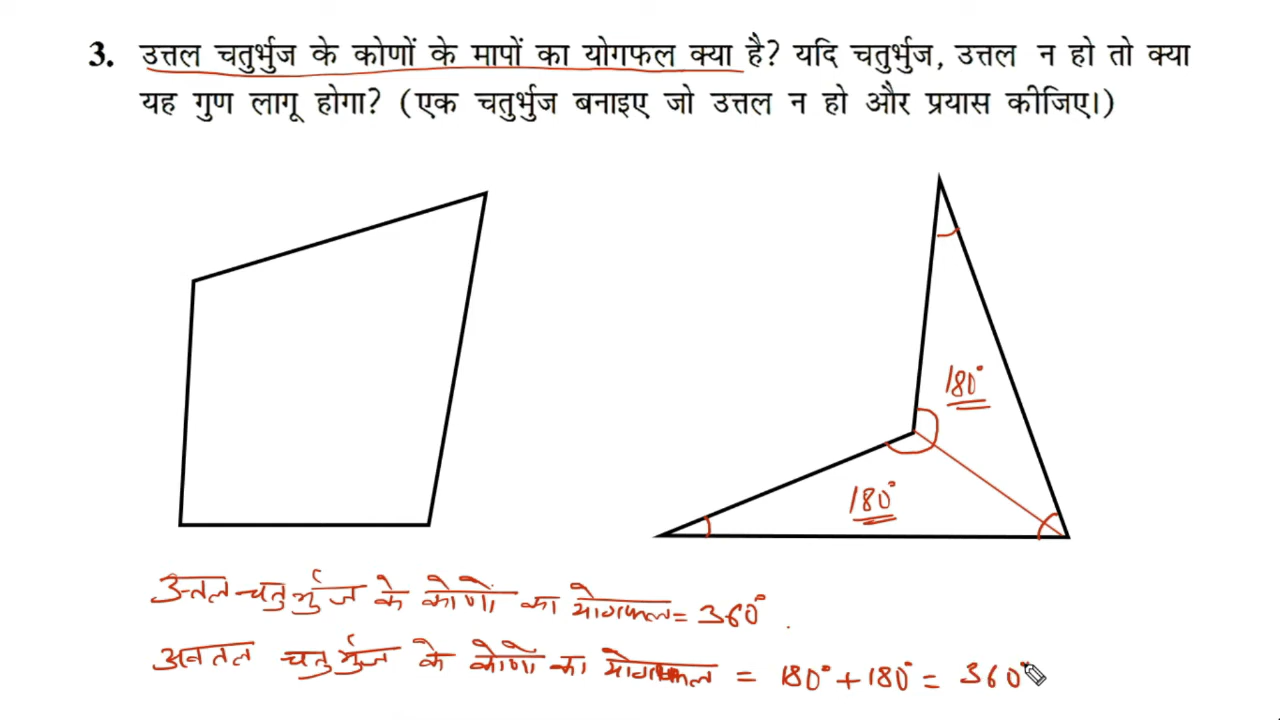 3. उत्तल चतुर्भुज के कोणों के मापों का योगफल क्या है? यदि चतुर्भुज, उत्तल न हो तो क्या
यह गुण लागू होगा? (एक चतुर्भुज बनाइए जो उत्तल न हो और प्रयास कीजिए।)
180°
180°
उत्तल चतुर्भुज के कोणों का योगफल = 360°
अवतल चतुर्भुज के कोणों का योगफल = 180° + 180° = 360°